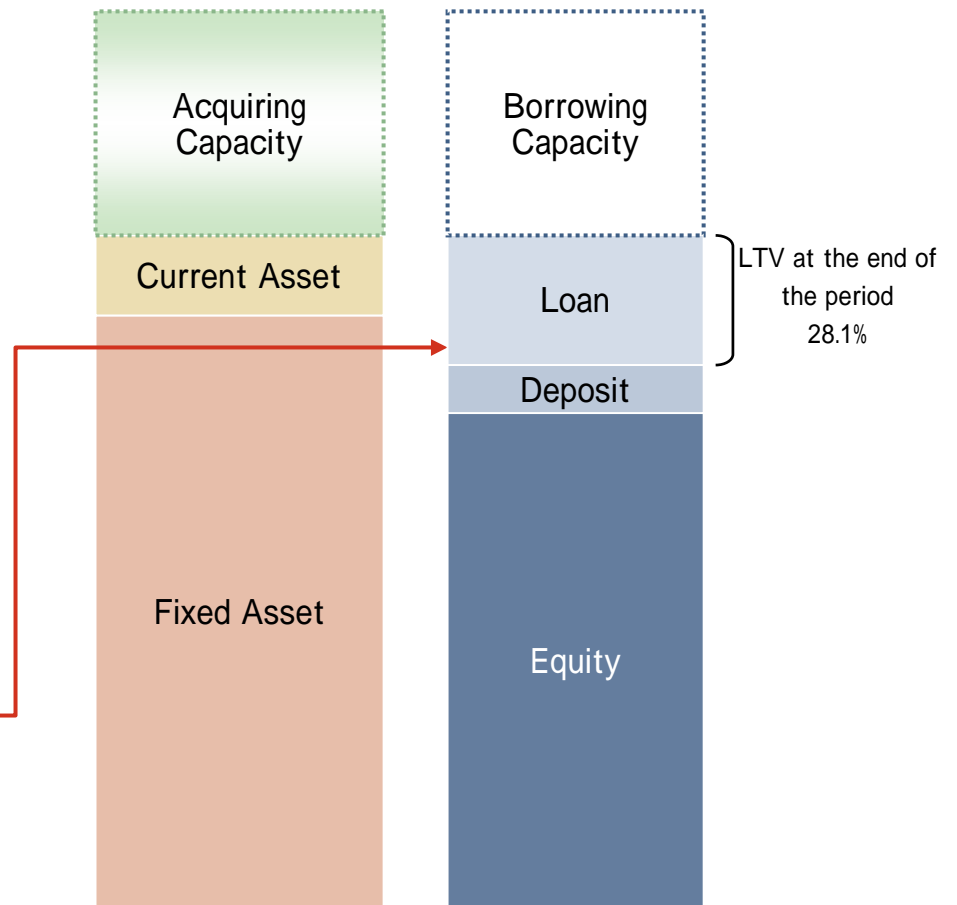 Acquiring
Capacity
Borrowing
Capacity
Current Asset
Loan
LTV at the end of
the period
28.1%
Deposit
Fixed Asset
Equity